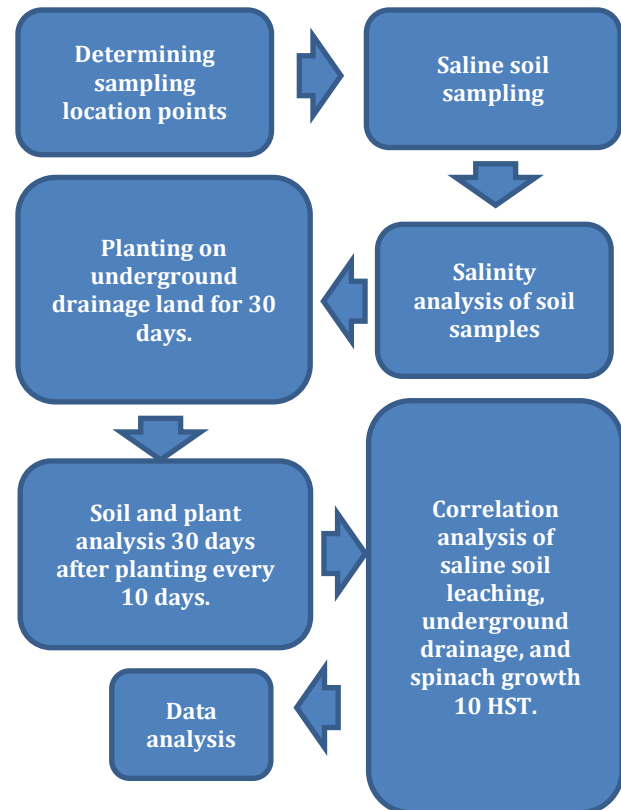 Determining
sampling
location points
Saline soil
sampling
Salinity
analysis of soil
samples
Planting on
underground
drainage land for 30
days.
Soil and plant
analysis 30 days
after planting every
10 days.
Correlation
analysis of
saline soil
leaching,
underground
drainage, and
spinach growth
10 HST.
Data
analysis